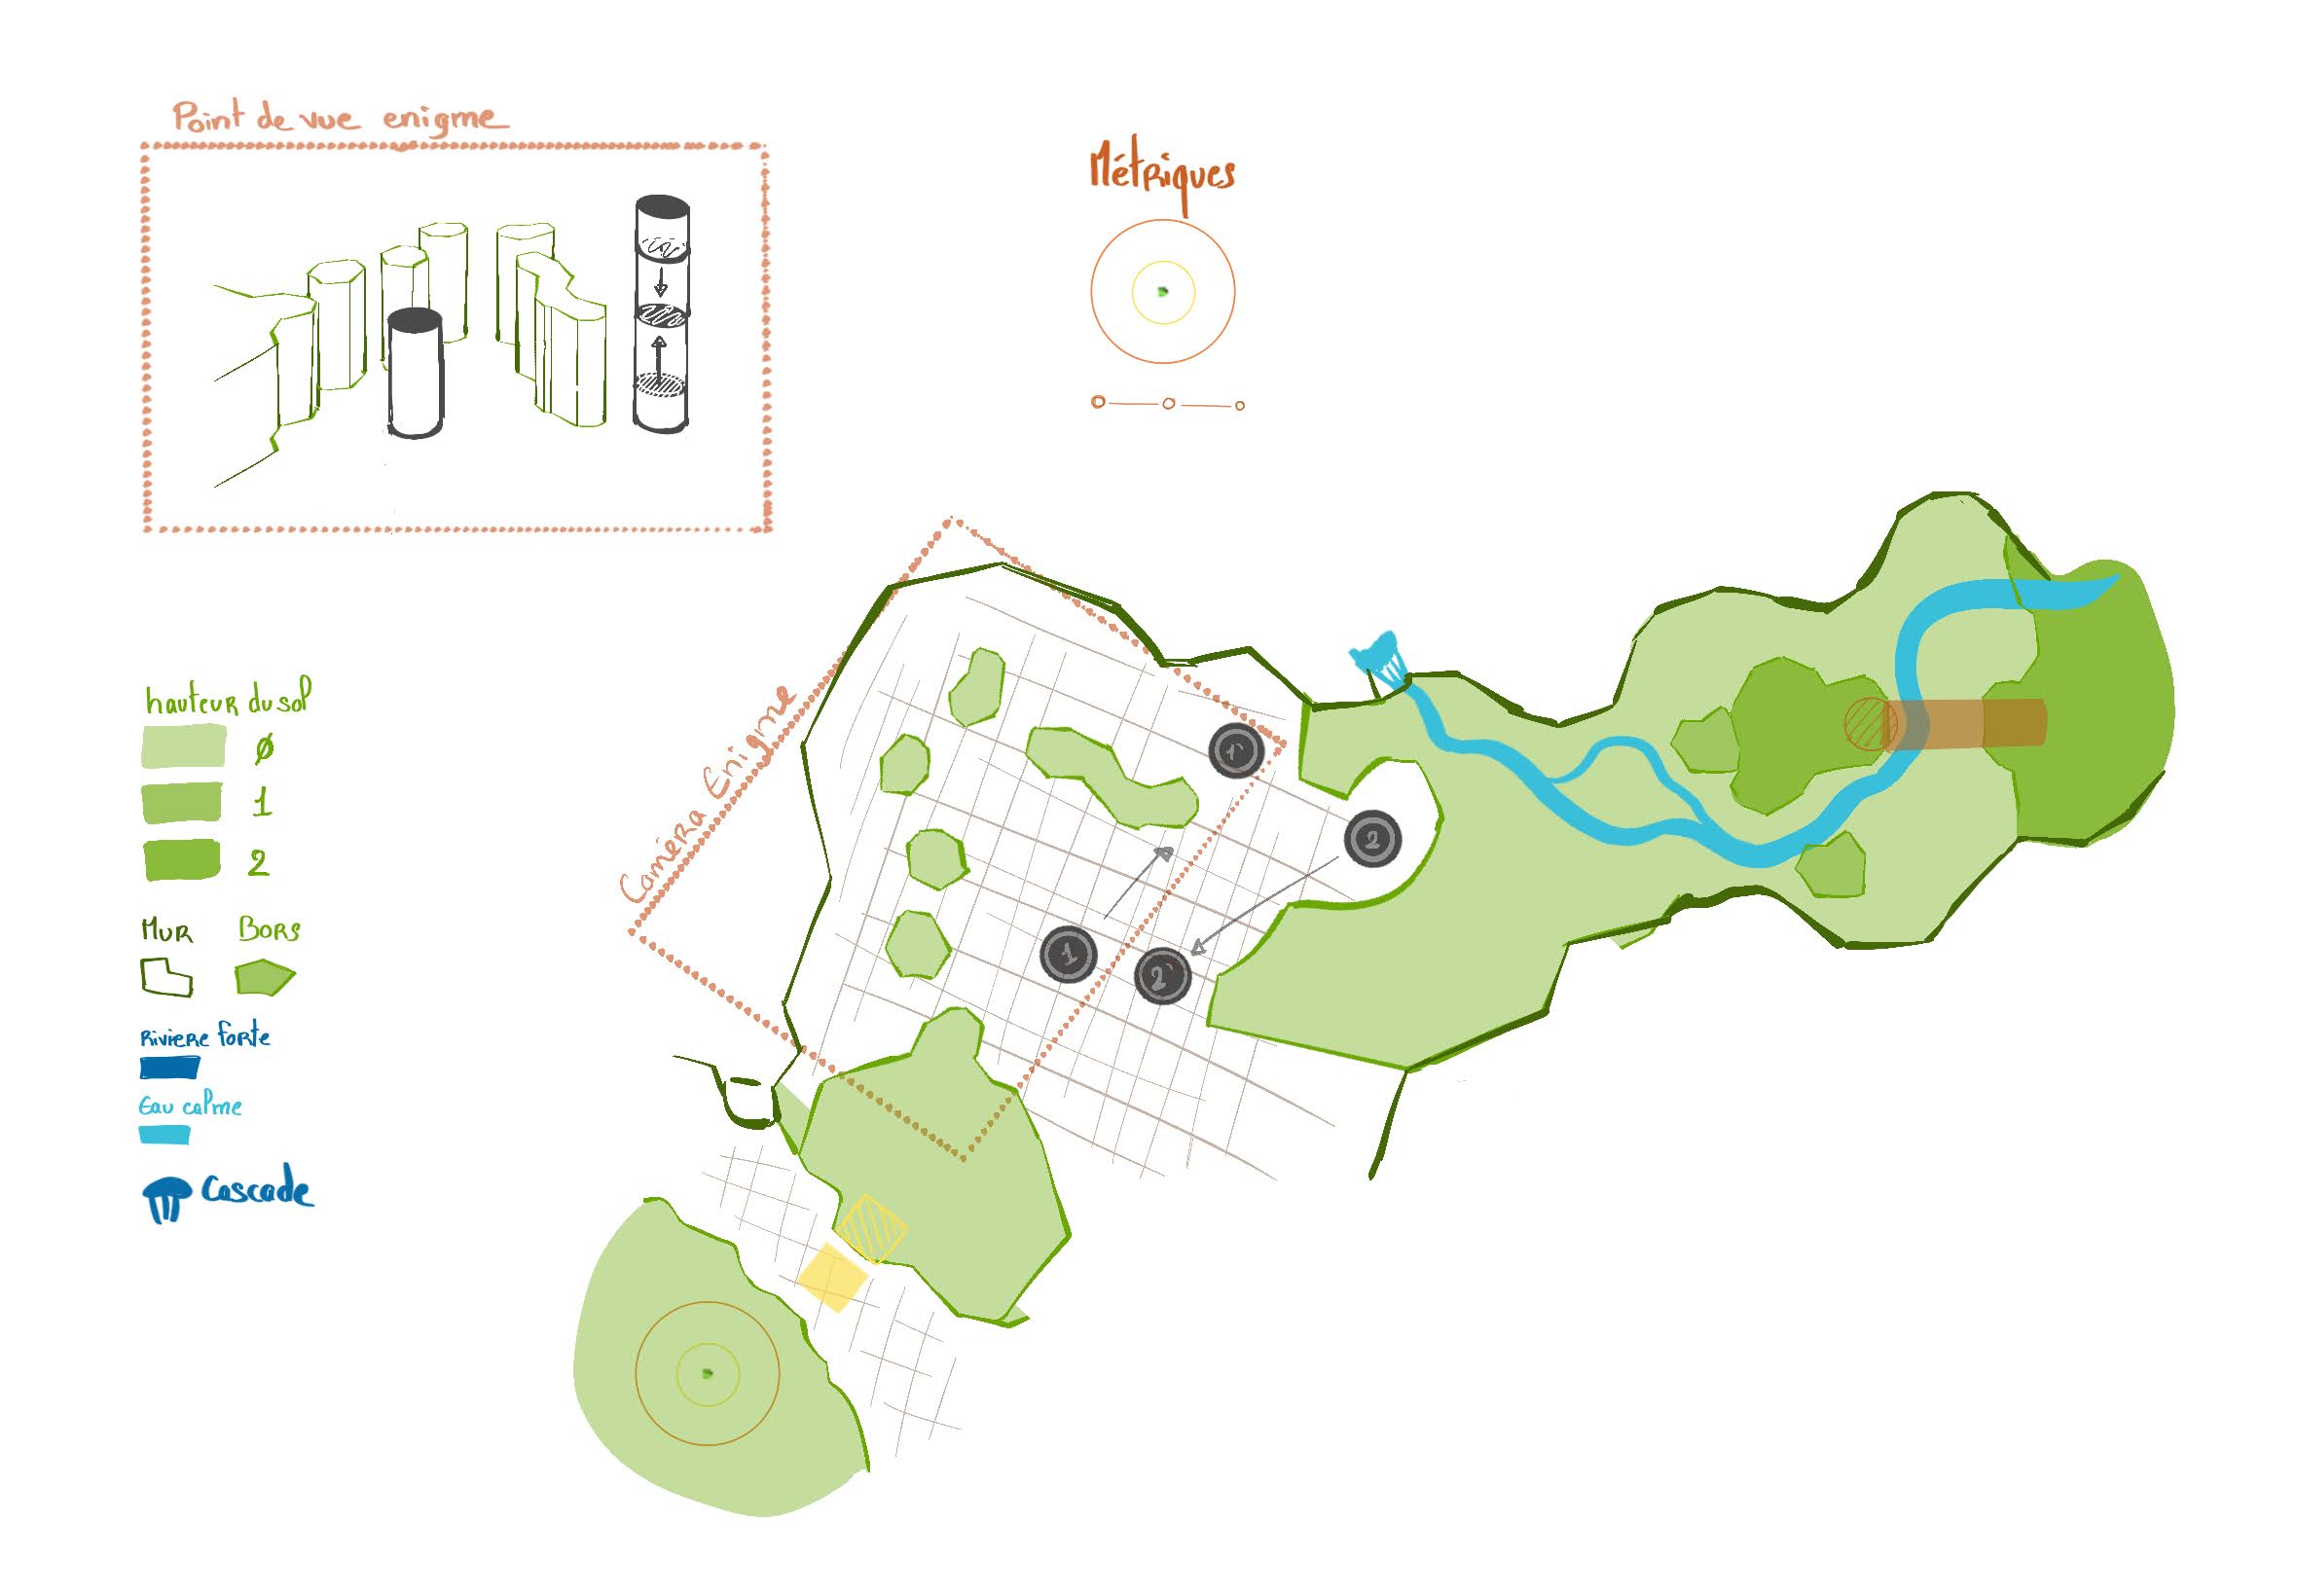 Point de vue enigme
Métriques
Camera Enigme
hauteur du sol
Ø
1
2
Mur
Bors
Riviere forte
Eau calme
Cascade
1'
2
1
2'